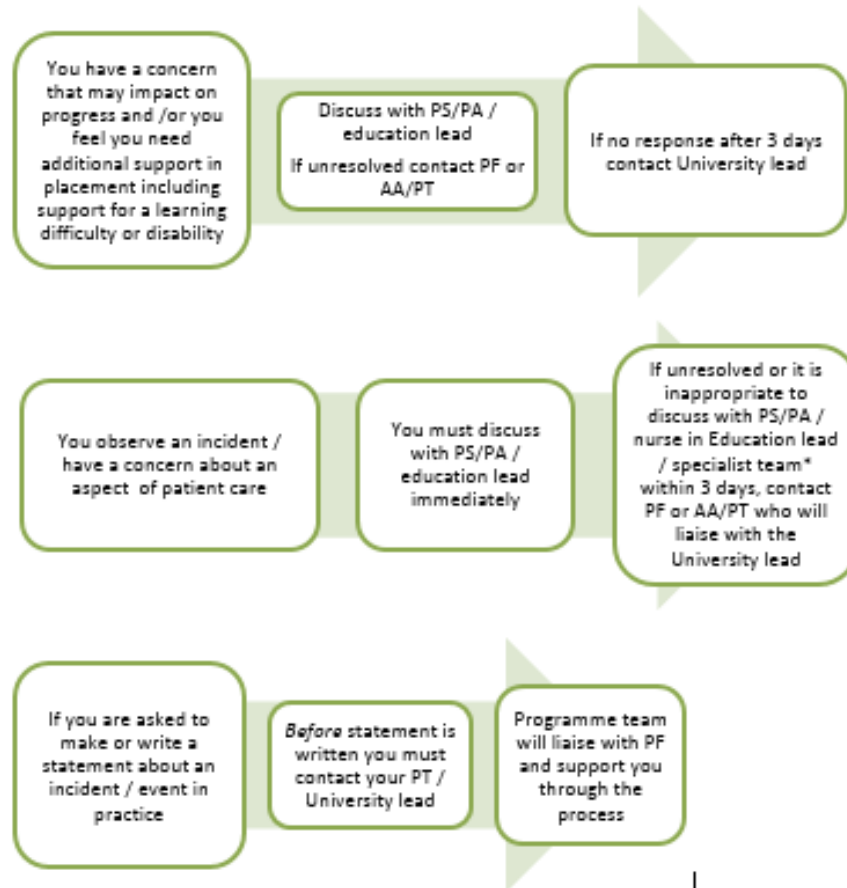 You have a concern
that may impact on
progress and /or you
feel you need
additional support in
placement including
support for a learning
difficulty or disability
Discuss with PS/PA /
education lead
If unresolved contact PF or
AA/PT
If no response after 3 days
contact University lead
You observe an incident /
have a concern about an
aspect of patient care
You must discuss
with PS/PA /
education lead
immediately
If unresolved or it is
inappropriate to
discuss with PS/PA /
nurse in Education lead
/ specialist team*
within 3 days, contact
PF or AA/PT who will
liaise with the
University lead
If you are asked to
make or write a
statement about an
incident / event in
practice
Before statement is
written you must
contact your PT /
University lead
Programme team
will liaise with PF
and support you
through the
process